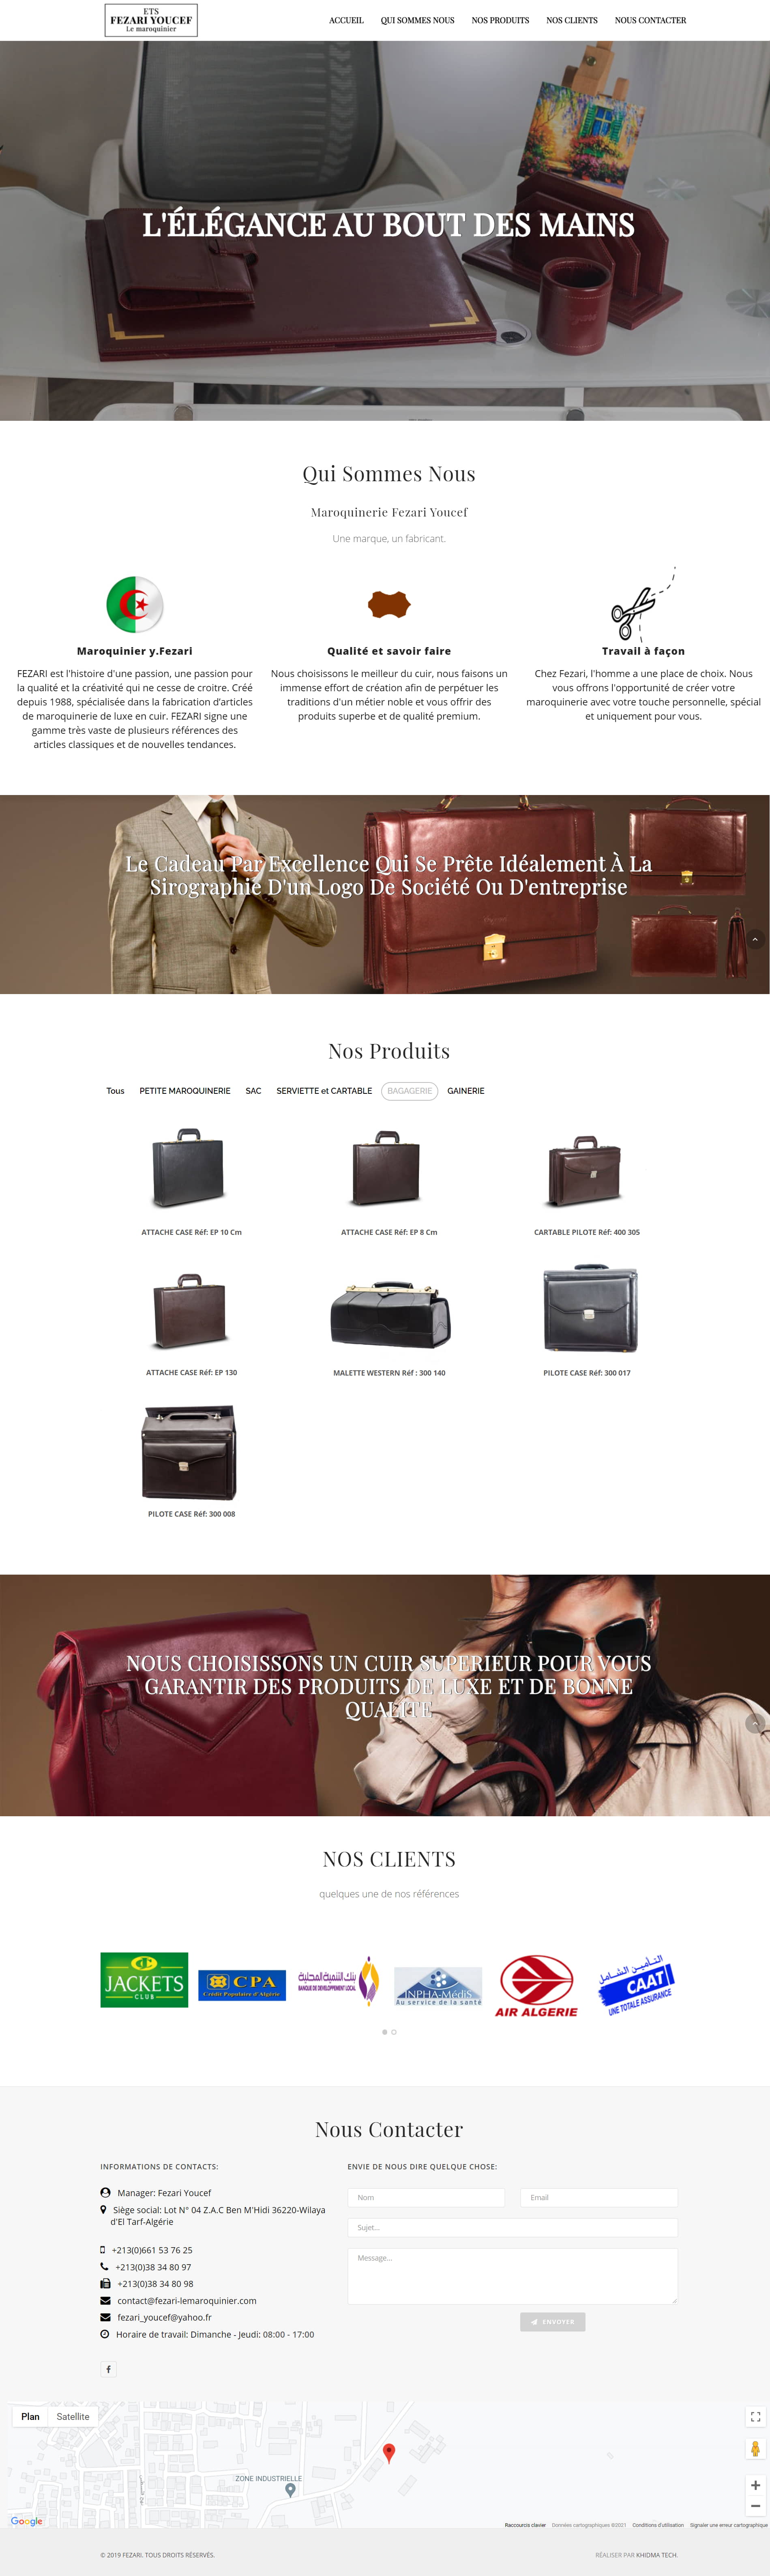 ETS
FEZARI YOUCEF
Le maroquinier
ACCUEIL QUI SOMMES NOUS NOS PRODUITS NOS CLIENTS NOUS CONTACTER
L'ÉLÉGANCE AU BOUT DES MAINS
Qui Sommes Nous
Maroquinerie Fezari Youcef
Une marque, un fabricant.
Maroquinier y.Fezari
FEZARI est l'histoire d'une passion, une passion pour
la qualité et la créativité qui ne cesse de croitre. Créé
depuis 1988, spécialisée dans la fabrication d'articles
de maroquinerie de luxe en cuir. FEZARI signe une
gamme très vaste de plusieurs références des
articles classiques et de nouvelles tendances.
Qualité et savoir faire
Nous choisissons le meilleur du cuir, nous faisons un
immense effort de création afin de perpétuer les
traditions d'un métier noble et vous offrir des
produits superbe et de qualité premium.
Travail à façon
Chez Fezari, l'homme a une place de choix. Nous
vous offrons l'opportunité de créer votre
maroquinerie avec votre touche personnelle, spécial
et uniquement pour vous.
Le Cadeau Par Excellence Qui Se Prête Idéalement À La
Sirographie D'un Logo De Société Ou D'entreprise
Nos Produits
Tous PETITE MAROQUINERIE SAC SERVIETTE et CARTABLE BAGAGERIE GAINERIE
ATTACHE CASE Réf: EP 10 Cm
ATTACHE CASE Réf: EP 8 Cm
CARTABLE PILOTE Réf: 400 305
ATTACHE CASE Réf: EP 130
MALETTE WESTERN Réf : 300 140
PILOTE CASE Réf: 300 017
PILOTE CASE Réf: 300 008
NOUS CHOISISSONS UN CUIR SUPERIEUR POUR VOUS
GARANTIR DES PRODUITS DE LUXE ET DE BONNE
QUALITE
NOS CLIENTS
quelques une de nos références
JACKETS
CLUB
CPA
Crédit Populaire d'Algérie
بنك التنمية المحلية
BANQUE DE DEVELOPPEMENT LOCAL
INPHA-MédiS
Au service de la santé
AIR ALGERIE
التأمين الشامل
CAAT
UNE TOTALE ASSURANCE
Nous Contacter
INFORMATIONS DE CONTACTS:
Manager: Fezari Youcef
Siège social: Lot N° 04 Z.A.C Ben M'Hidi 36220-Wilaya
d'El Tarf-Algérie
+213(0)661 53 76 25
+213(0)38 34 80 97
+213(0)38 34 80 98
contact@fezari-lemaroquinier.com
fezari_youcef@yahoo.fr
Horaire de travail: Dimanche - Jeudi: 08:00 - 17:00
ENVIE DE NOUS DIRE QUELQUE CHOSE:
Nom
Email
Sujet...
Message...
ENVOYER
Plan Satellite
ZONE INDUSTRIELLE
Google
Raccourcis clavier Données cartographiques ©2021 Conditions d'utilisation Signaler une erreur cartographique
© 2019 FEZARI. TOUS DROITS RÉSERVÉS.
RÉALISER PAR KHIDMA TECH.